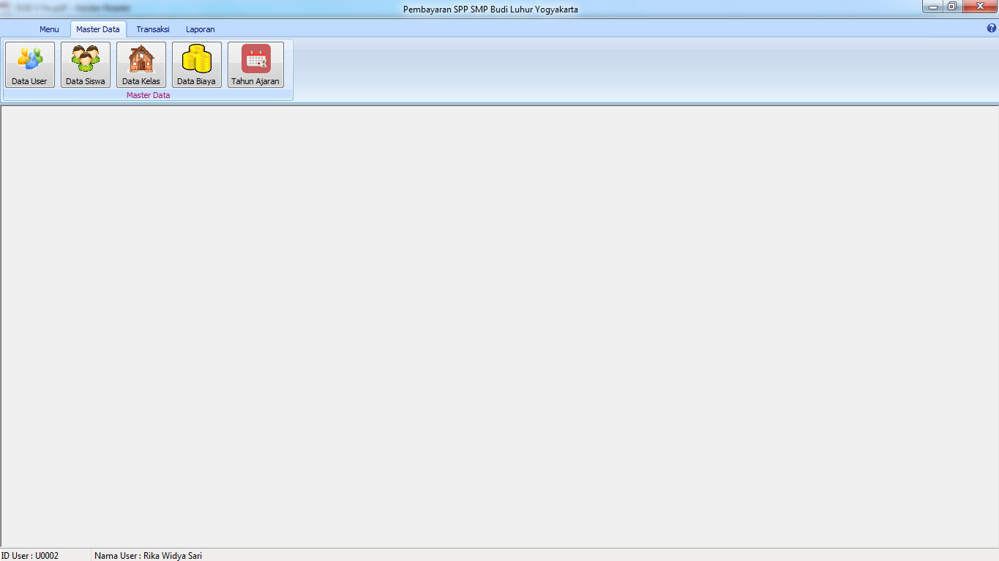 Pembayaran SPP SMP Budi Luhur Yogyakarta
Menu Master Data Transaksi Laporan
Data User Data Siswa Data Kelas Data Biaya Tahun Ajaran
Master Data
ID User : U0002 Nama User : Rika Widya Sari